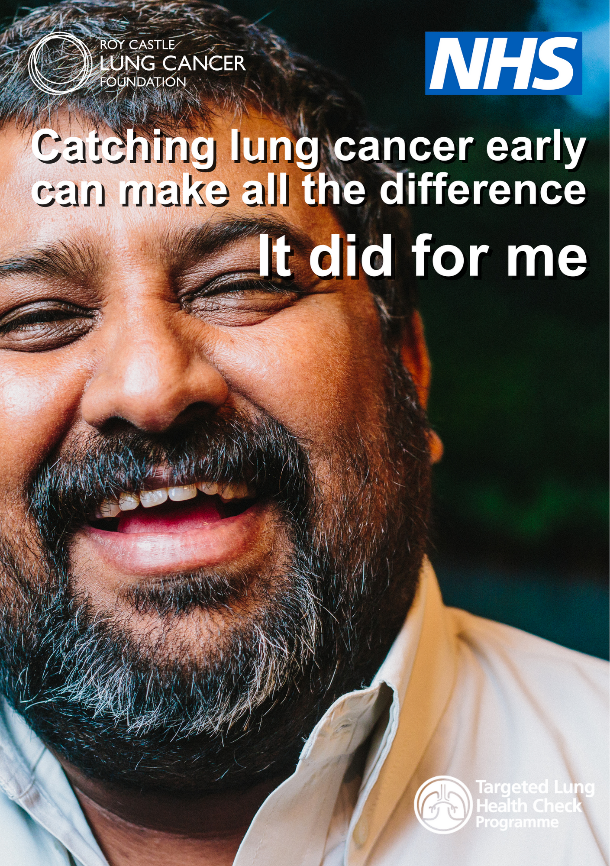 ROY CASTLE
LUNG CANCER
FOUNDATION
NHS
Catching lung cancer early
can make all the difference
It did for me
Targeted Lung
Health Check
Programme